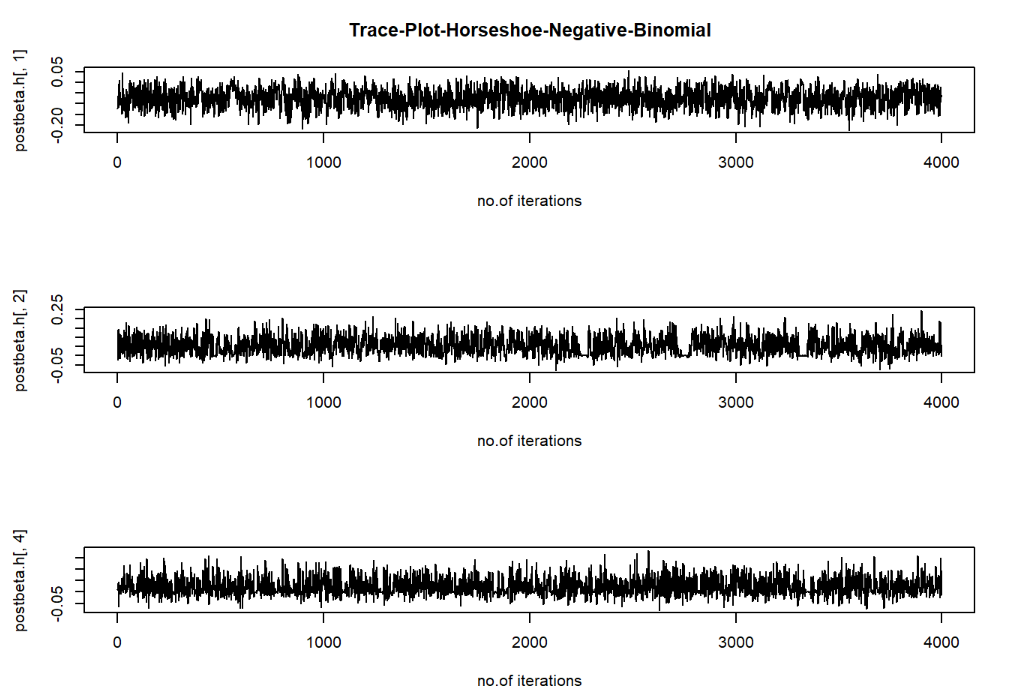 Trace-Plot-Horseshoe-Negative-Binomial
postbeta.h[, 1]
0.05
-0.20
0 1000 2000 3000 4000
no.of iterations
postbeta.h[, 2]
0.25
-0.05
0 1000 2000 3000 4000
no.of iterations
postbeta.h[, 4]
-0.05
0 1000 2000 3000 4000
no.of iterations